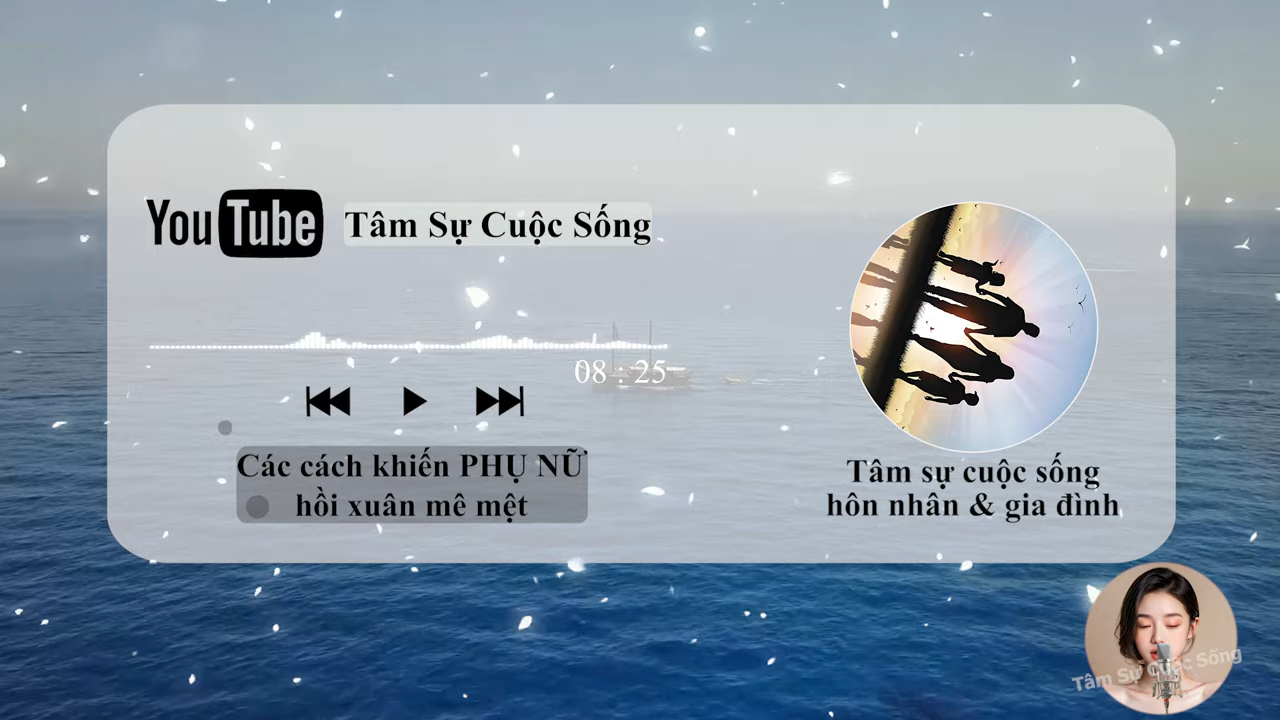 YouTube
Tâm Sự Cuộc Sống
08 : 25
Các cách khiến PHỤ NỮ
hồi xuân mê mệt
Tâm sự cuộc sống
hôn nhân & gia đình
Tâm Sự Cuộc Sống